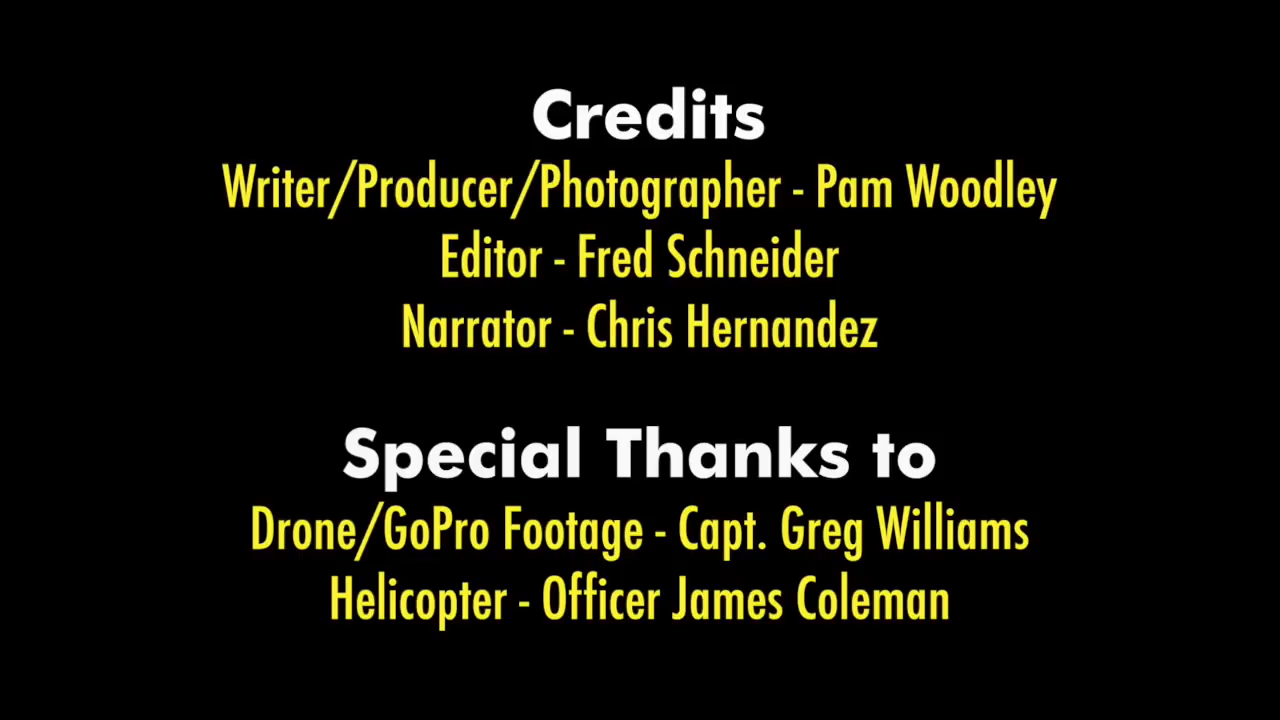 Credits
Writer/Producer/Photographer - Pam Woodley
Editor - Fred Schneider
Narrator - Chris Hernandez
Special Thanks to
Drone/GoPro Footage - Capt. Greg Williams
Helicopter - Officer James Coleman